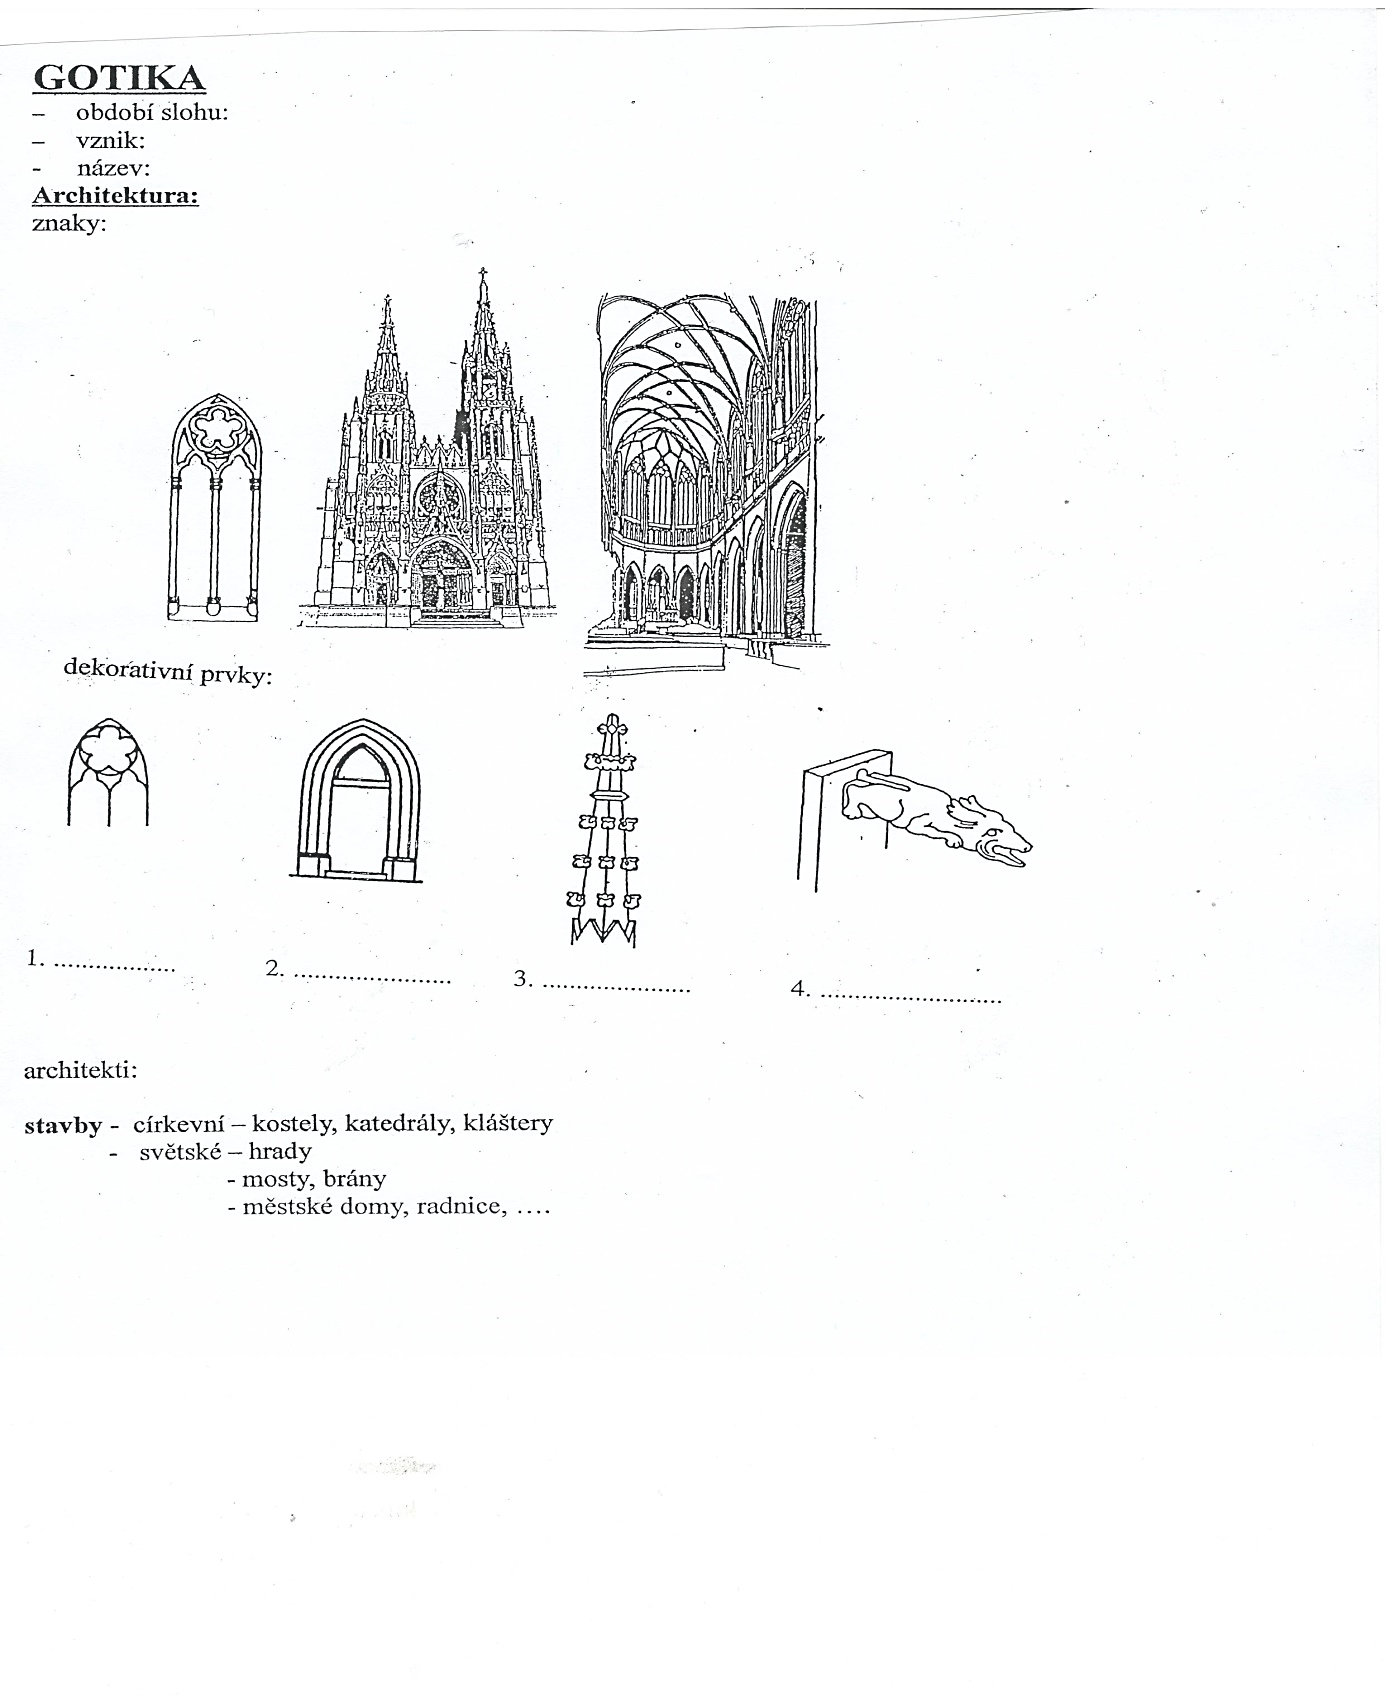 GOTIKA
– období slohu:
– vznik:
- název:
Architektura:
znaky:
dekorativní prvky:
1. ..................
2. .......................
3. ......................
4. ..........................
architekti:
stavby - církevní – kostely, katedrály, kláštery
- světské – hrady
- mosty, brány
- městské domy, radnice, ….